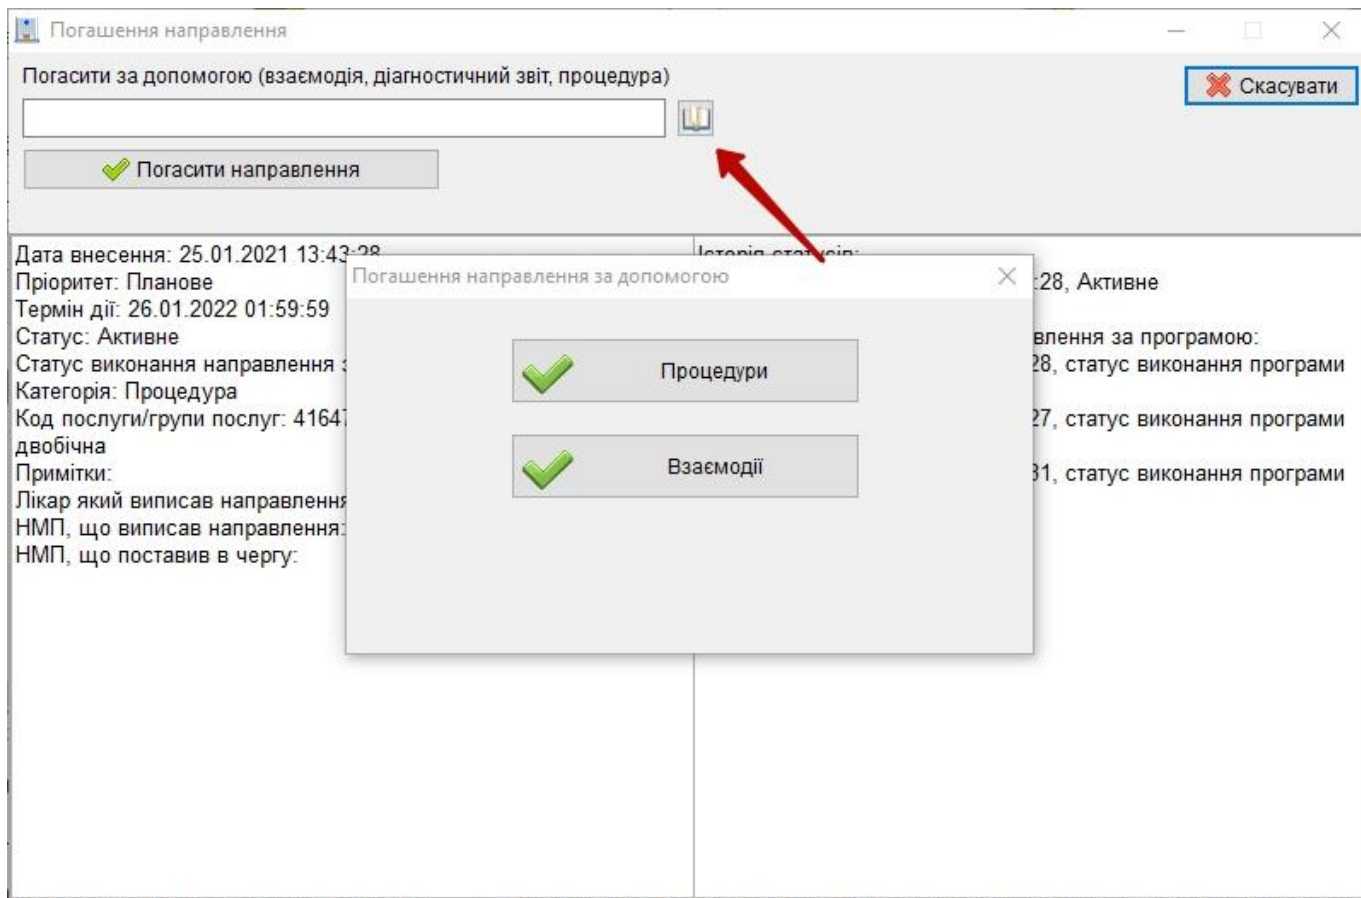 Погашення направлення
Погасити за допомогою (взаємодія, діагностичний звіт, процедура)
Скасувати
Погасити направлення
Дата внесення: 25.01.2021 13:43:28
Пріоритет: Планове
Термін дії: 26.01.2022 01:59:59
Статус: Активне
Статус виконання направлення
Категорія: Процедура
Код послуги/групи послуг: 41647
двобічна
Примітки:
Лікар який виписав направлення
НМП, що виписав направлення:
НМП, що поставив в чергу:
Історія статусів:
:28, Активне
влення за програмою:
28, статус виконання програми
27, статус виконання програми
31, статус виконання програми
Погашення направлення за допомогою
Процедури
Взаємодії